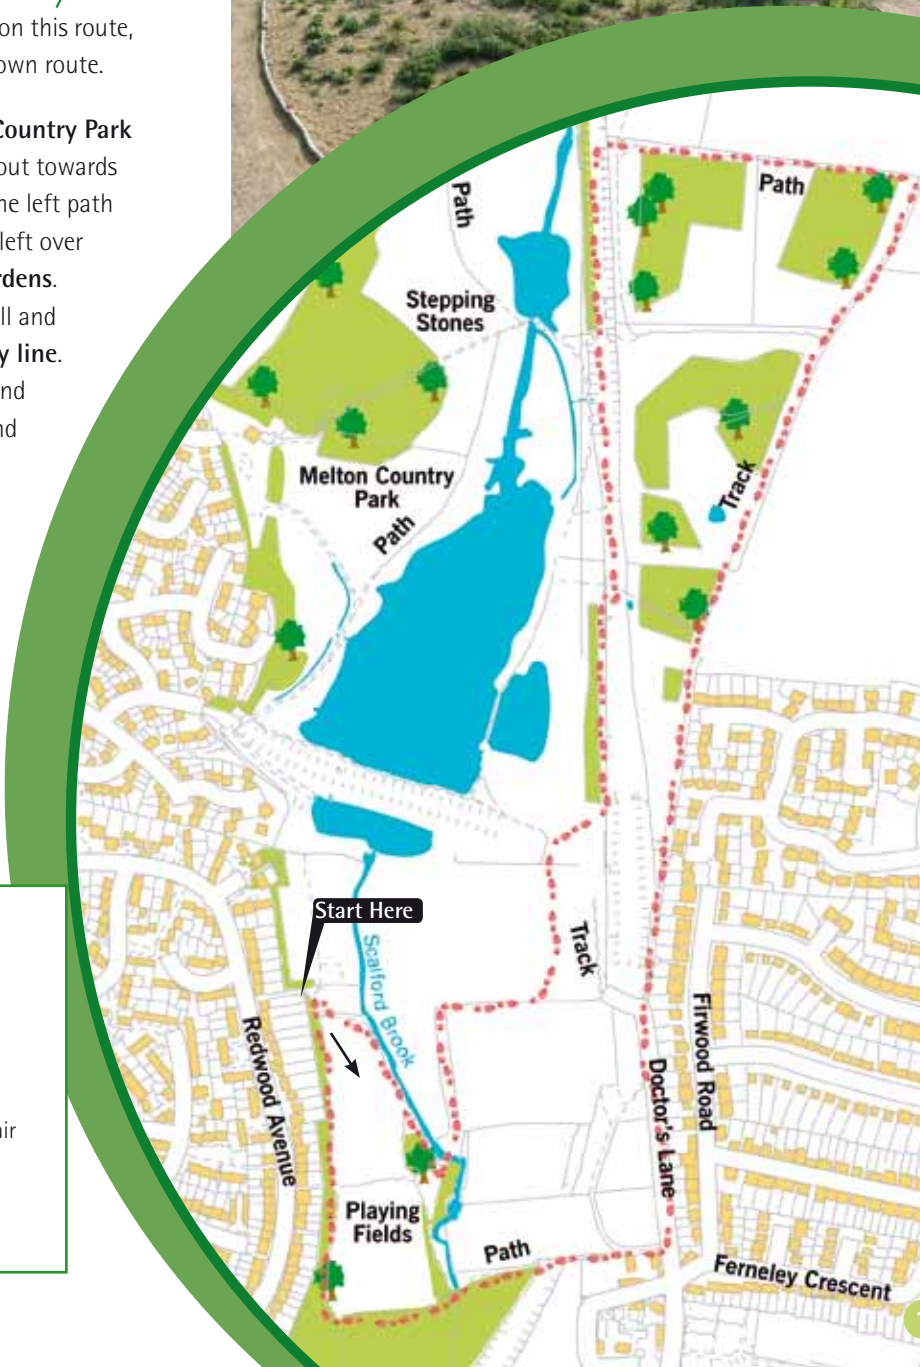 on this route,
own route.
Country Park
out towards
ne left path
left over
rdens.
ll and
y line.
nd
nd
Path
Path
Stepping
Stones
Melton Country
Park
Path
Track
Start Here
Scalford Brook
Track
Redwood Avenue
Firwood Road
Doctor's Lane
air
Playing
Fields
Path
Ferneley Crescent